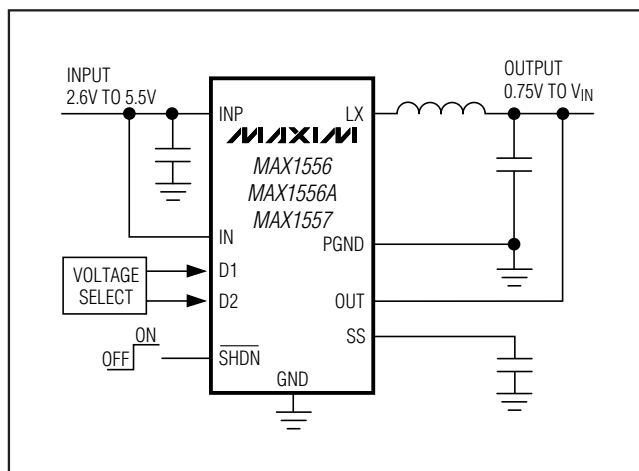 INPUT
2.6V TO 5.5V
OUTPUT
0.75V TO VIN
INP
LX
MAXIM
MAX1556
MAX1556A
MAX1557
IN
PGND
VOLTAGE
SELECT
D1
D2
OUT
SS
ON
OFF
SHDN
GND